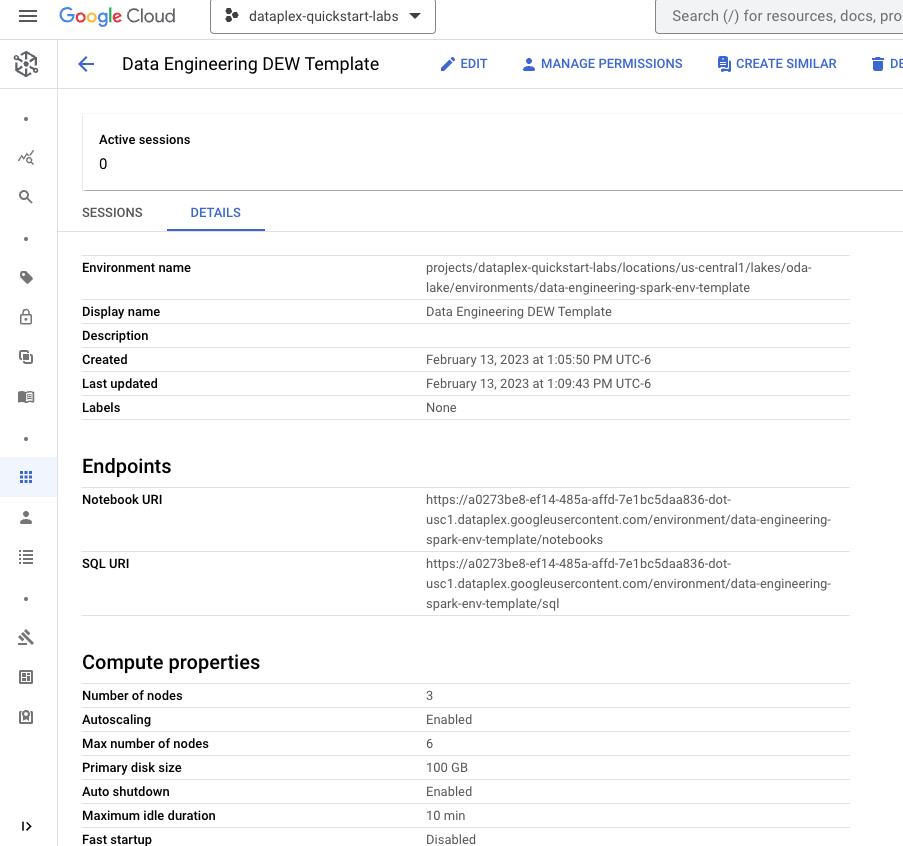 Google Cloud
dataplex-quickstart-labs
Search (/) for resources, docs, pro
Data Engineering DEW Template
EDIT
MANAGE PERMISSIONS
CREATE SIMILAR
DE
Active sessions
0
SESSIONS
DETAILS
Environment name
projects/dataplex-quickstart-labs/locations/us-central1/lakes/oda-
lake/environments/data-engineering-spark-env-template
Display name
Data Engineering DEW Template
Description
Created
February 13, 2023 at 1:05:50 PM UTC-6
Last updated
February 13, 2023 at 1:09:43 PM UTC-6
Labels
None
Endpoints
Notebook URI
https://a0273be8-ef14-485a-affd-7e1bc5daa836-dot-
usc1.dataplex.googleusercontent.com/environment/data-engineering-
spark-env-template/notebooks
SQL URI
https://a0273be8-ef14-485a-affd-7e1bc5daa836-dot-
usc1.dataplex.googleusercontent.com/environment/data-engineering-
spark-env-template/sql
Compute properties
Number of nodes
3
Autoscaling
Enabled
Max number of nodes
6
Primary disk size
100 GB
Auto shutdown
Enabled
Maximum idle duration
10 min
Fast startup
Disabled